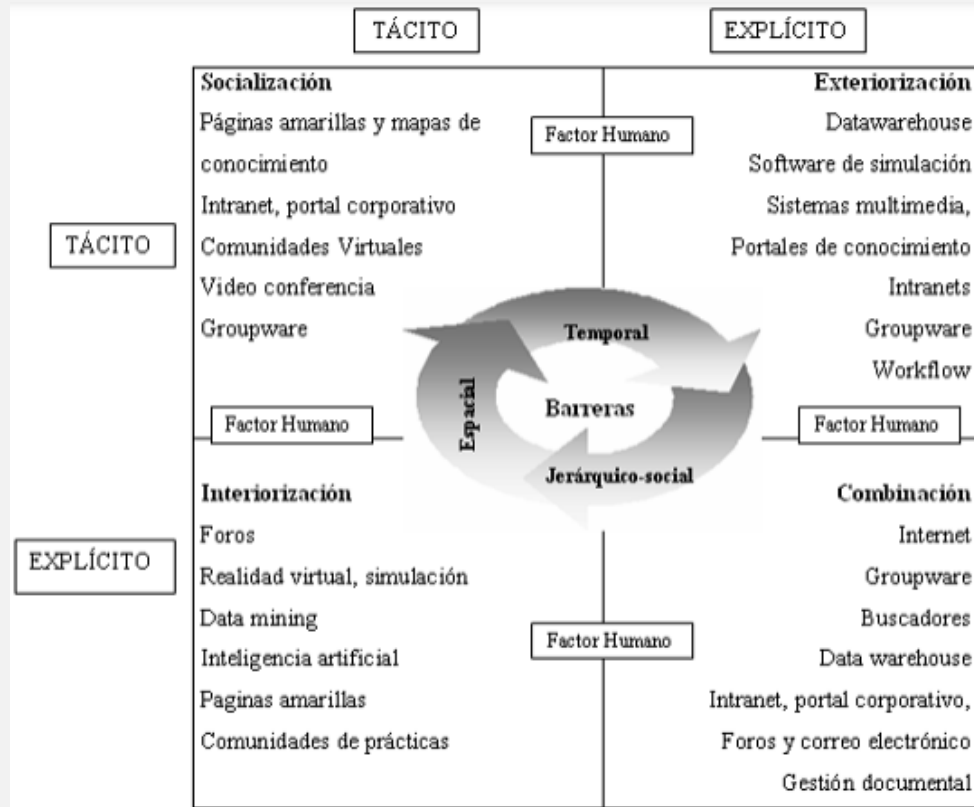 TÁCITO
EXPLÍCITO
TÁCITO
EXPLÍCITO
Socialización
Páginas amarillas y mapas de
conocimiento
Intranet, portal corporativo
Comunidades Virtuales
Video conferencia
Groupware
Factor Humano
Exteriorización
Datawarehouse
Software de simulación
Sistemas multimedia,
Portales de conocimiento
Intranets
Groupware
Workflow
Temporal
Espacial
Barreras
Jerárquico-social
Factor Humano
Factor Humano
Interiorización
Foros
Realidad virtual, simulación
Data mining
Inteligencia artificial
Paginas amarillas
Comunidades de prácticas
Factor Humano
Combinación
Internet
Groupware
Buscadores
Data warehouse
Intranet, portal corporativo,
Foros y correo electrónico
Gestión documental